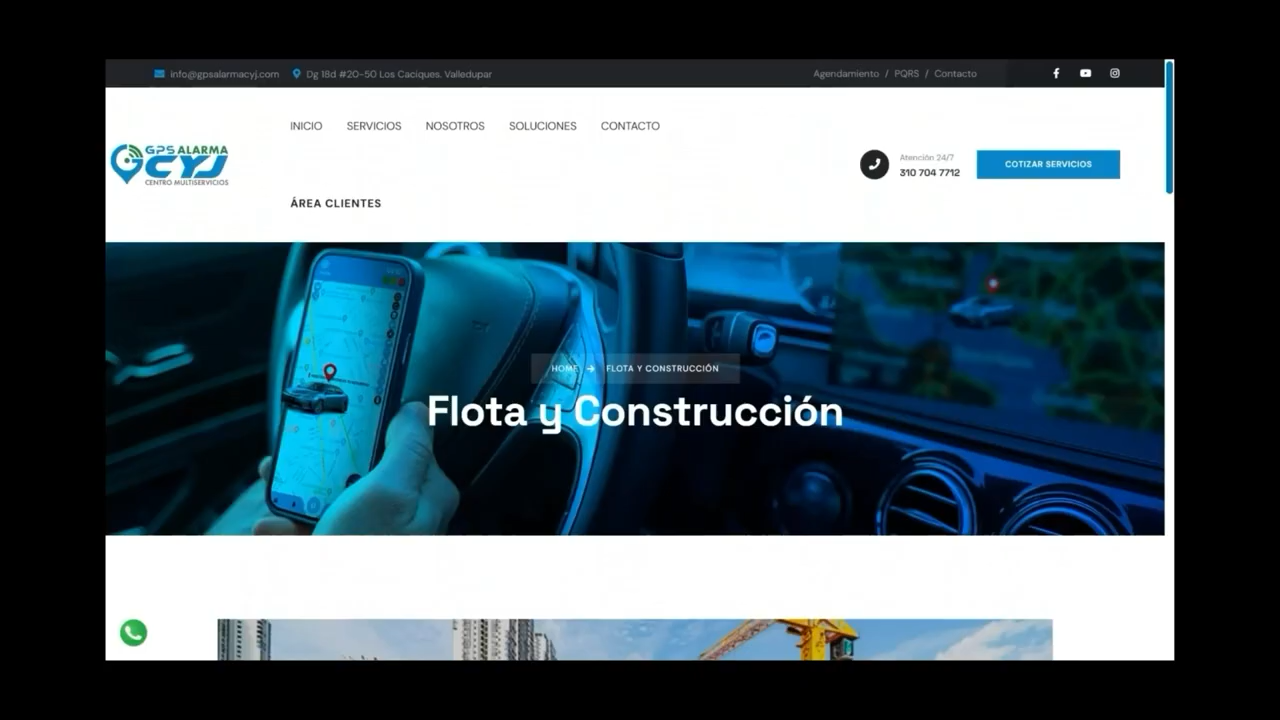 info@gpsalarmacyj.com Dg 18d #20-50 Los Caciques. Valledupar
Agendamiento / PQRS / Contacto
INICIO SERVICIOS NOSOTROS SOLUCIONES CONTACTO
GPS ALARMA
CYJ
CENTRO MULTISERVICIOS
Atención 24/7
310 704 7712
COTIZAR SERVICIOS
ÁREA CLIENTES
HOME → FLOTA Y CONSTRUCCIÓN
Flota y Construcción